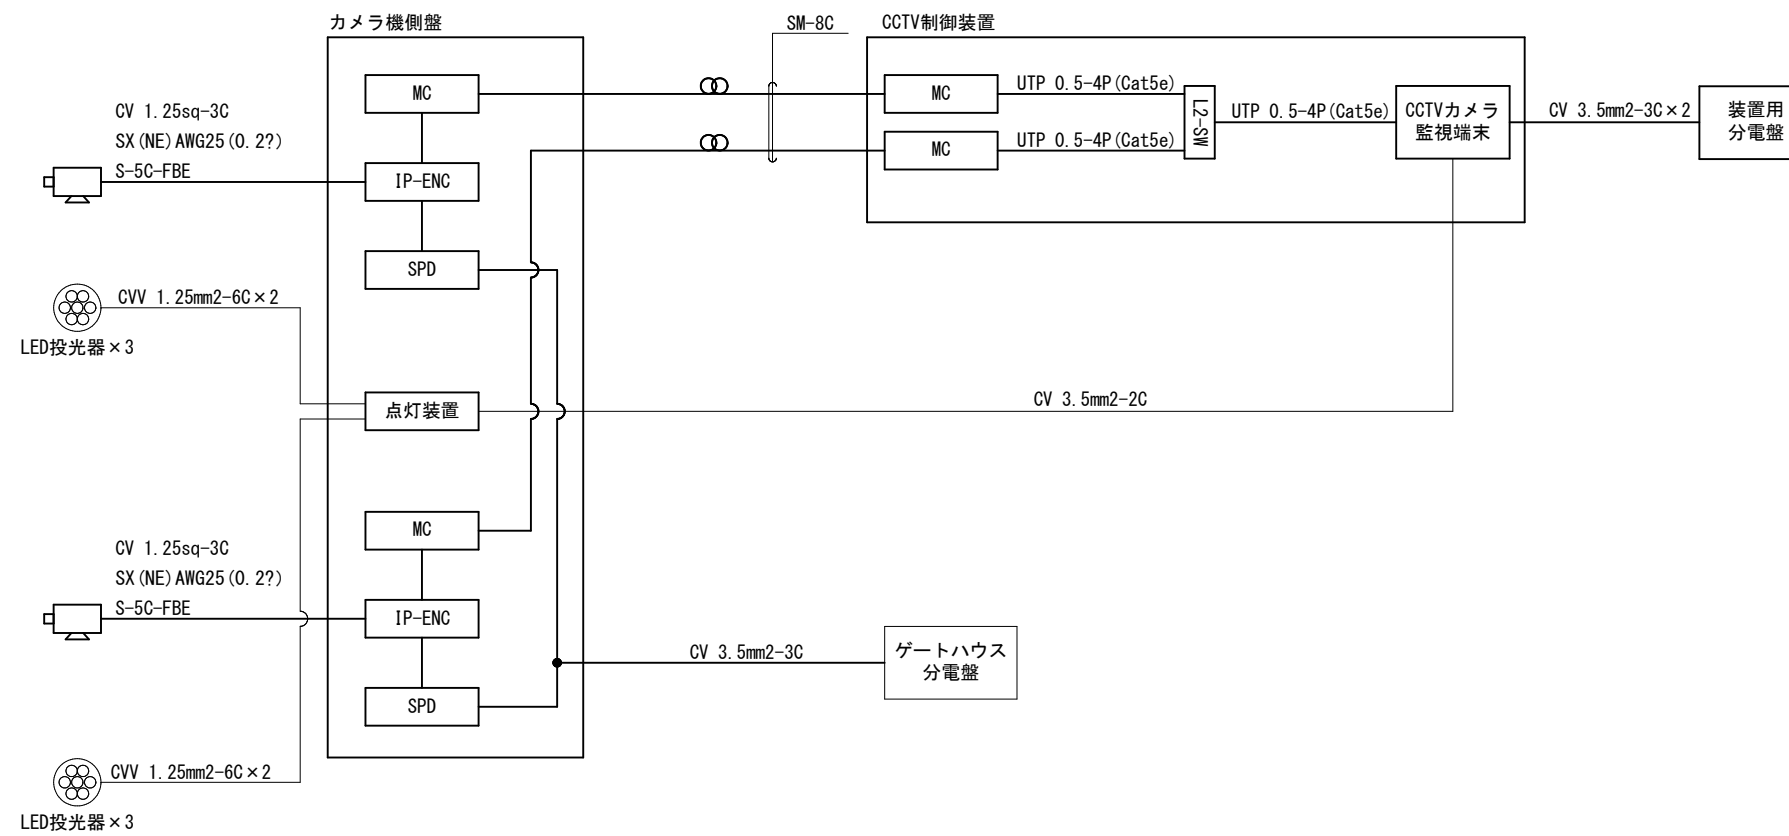 カメラ機側盤
SM-8C
CCTV制御装置
MC
MC
UTP 0.5-4P(Cat5e)
CV 1.25sq-3C
SX(NE)AWG25(0.2?)
S-5C-FBE
L2-SW
UTP 0.5-4P(Cat5e)
CCTVカメラ
監視端末
CV 3.5mm2-3C×2
装置用
分電盤
MC
UTP 0.5-4P(Cat5e)
IP-ENC
SPD
CVV 1.25mm2-6C×2
LED投光器×3
点灯装置
CV 3.5mm2-2C
MC
CV 1.25sq-3C
SX(NE)AWG25(0.2?)
S-5C-FBE
IP-ENC
CV 3.5mm2-3C
ゲートハウス
分電盤
SPD
CVV 1.25mm2-6C×2
LED投光器×3